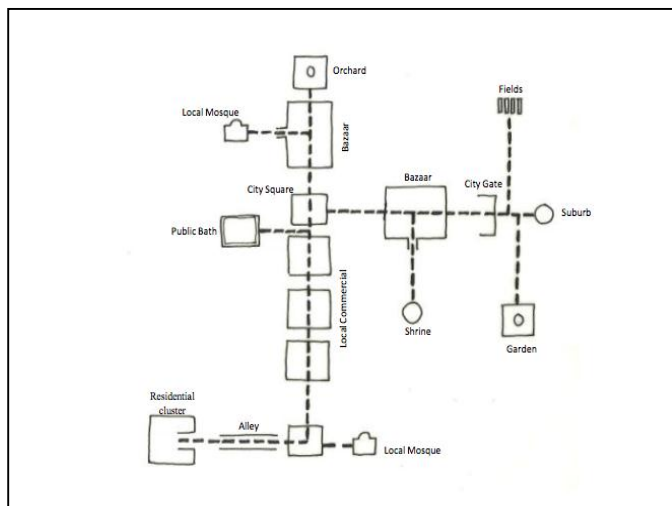 Orchard
Fields
Local Mosque
Bazaar
Bazaar
City Gate
City Square
Suburb
Public Bath
Local Commercial
Shrine
Garden
Residential
cluster
Alley
Local Mosque